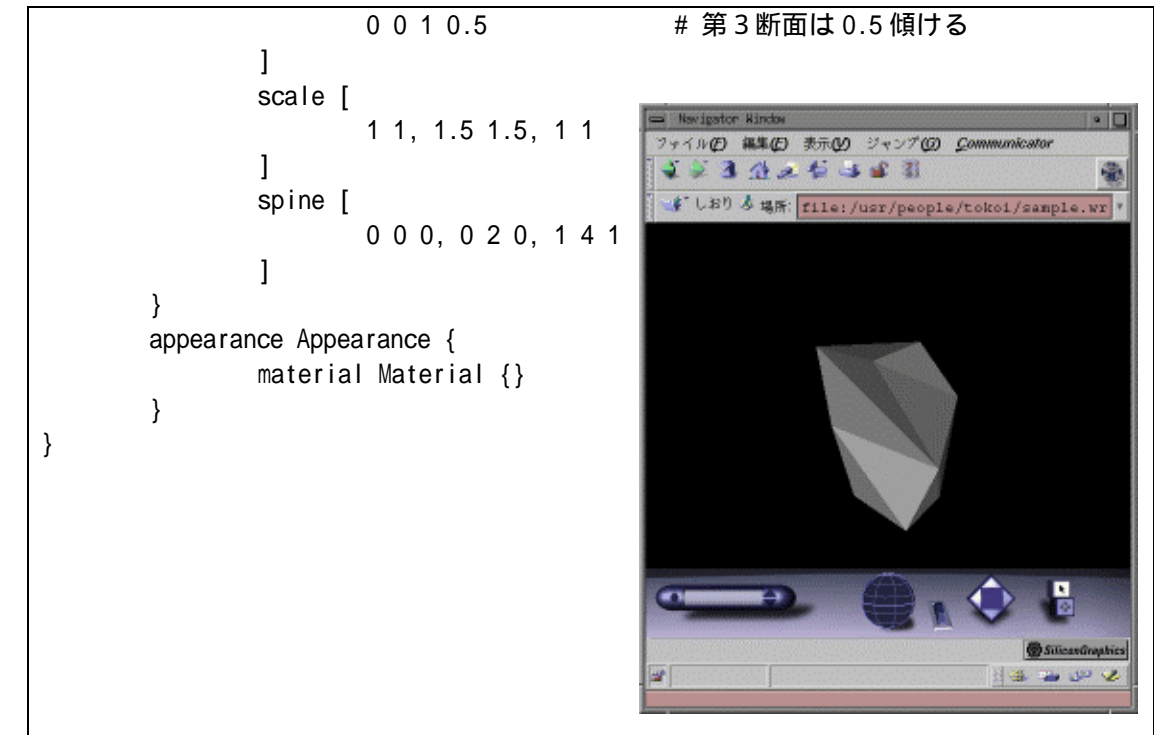 0 0 1 0.5 # 第３断面は 0.5 傾ける
]
scale [
1 1, 1.5 1.5, 1 1
]
spine [
0 0 0, 0 2 0, 1 4 1
]
}
appearance Appearance {
material Material {}
}
}
Navigator Window
ファイル(F) 編集(E) 表示(V) ジャンプ(G) Communicator
しおり 場所: file:/usr/people/tokoi/sample.wr
SiliconGraphics